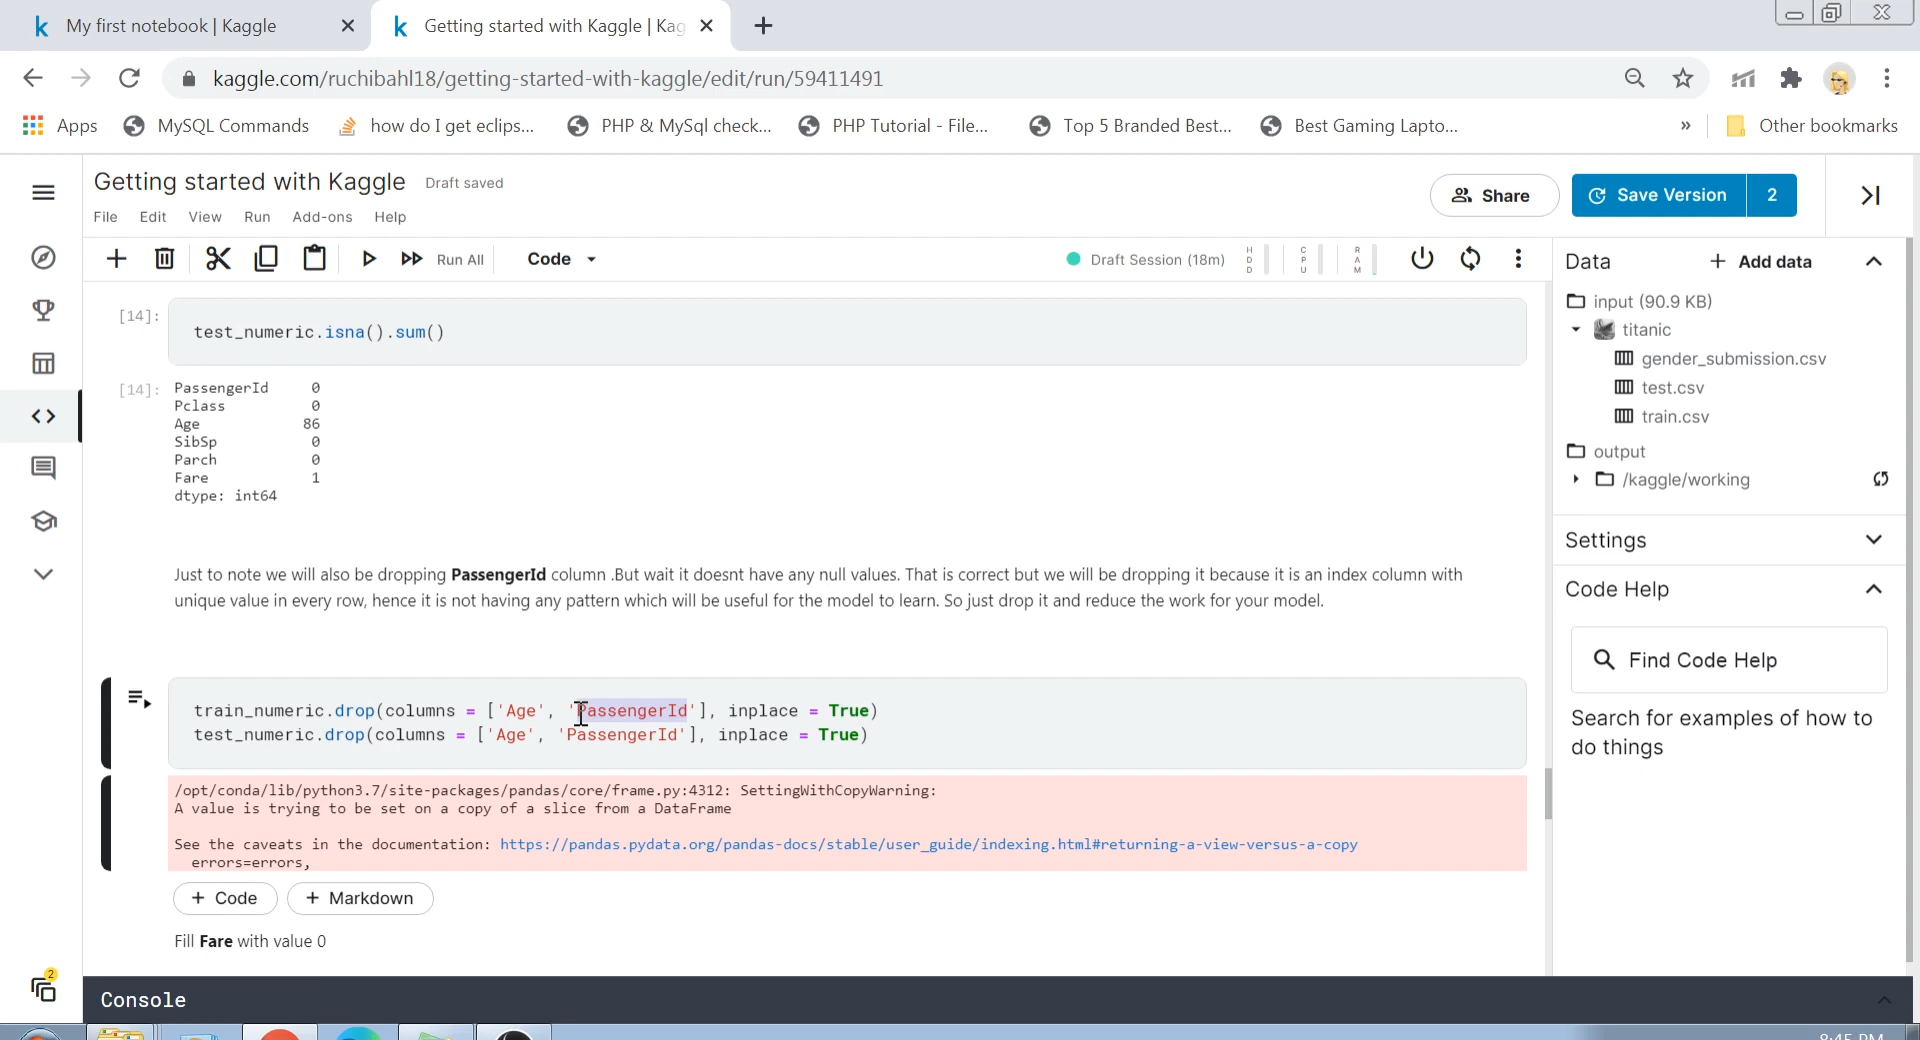 My first notebook | Kaggle
Getting started with Kaggle | Kag
kaggle.com/ruchibahl18/getting-started-with-kaggle/edit/run/59411491
Apps
MySQL Commands
how do I get eclips...
PHP & MySql check...
PHP Tutorial - File...
Top 5 Branded Best...
Best Gaming Lapto...
»
Other bookmarks
Getting started with Kaggle
Draft saved
File
Edit
View
Run
Add-ons
Help
Share
Save Version
2
Run All
Code
Draft Session (18m)
HDD
CPU
RAM
[14]:
test_numeric.isna().sum()
[14]:
PassengerId 0
Pclass 0
Age 86
SibSp 0
Parch 0
Fare 1
dtype: int64
Just to note we will also be dropping PassengerId column .But wait it doesnt have any null values. That is correct but we will be dropping it because it is an index column with
unique value in every row, hence it is not having any pattern which will be useful for the model to learn. So just drop it and reduce the work for your model.
train_numeric.drop(columns = ['Age', 'PassengerId'], inplace = True)
test_numeric.drop(columns = ['Age', 'PassengerId'], inplace = True)
/opt/conda/lib/python3.7/site-packages/pandas/core/frame.py:4312: SettingWithCopyWarning:
A value is trying to be set on a copy of a slice from a DataFrame
See the caveats in the documentation: https://pandas.pydata.org/pandas-docs/stable/user_guide/indexing.html#returning-a-view-versus-a-copy
errors=errors,
+ Code
+ Markdown
Fill Fare with value 0
Data
+ Add data
input (90.9 KB)
titanic
gender_submission.csv
test.csv
train.csv
output
/kaggle/working
Settings
Code Help
Find Code Help
Search for examples of how to
do things
2
Console
8:45 PM